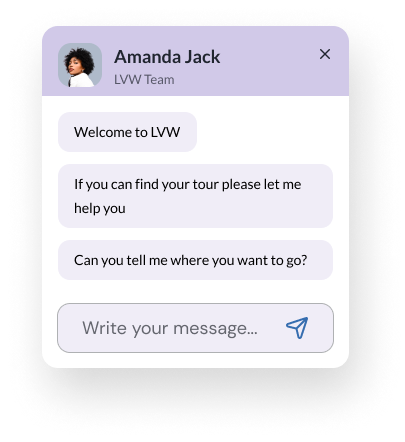 Amanda Jack
LVW Team
Welcome to LVW
If you can find your tour please let me
help you
Can you tell me where you want to go?
Write your message...